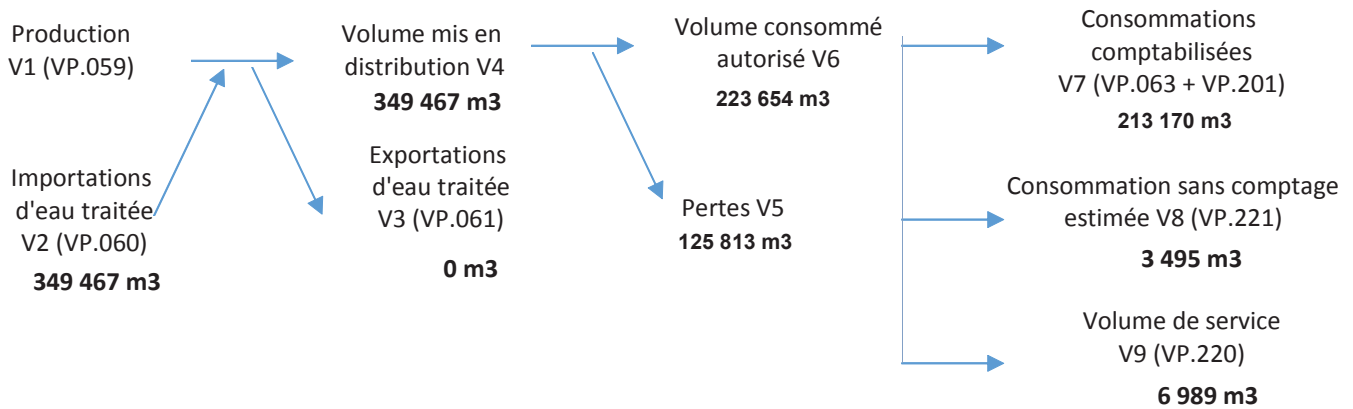 Production
V1 (VP.059)
Importations
d'eau traitée
V2 (VP.060)
349 467 m3
Volume mis en
distribution V4
349 467 m3
Exportations
d'eau traitée
V3 (VP.061)
0 m3
Volume consommé
autorisé V6
223 654 m3
Pertes V5
125 813 m3
Consommations
comptabilisées
V7 (VP.063 + VP.201)
213 170 m3
Consommation sans comptage
estimée V8 (VP.221)
3 495 m3
Volume de service
V9 (VP.220)
6 989 m3